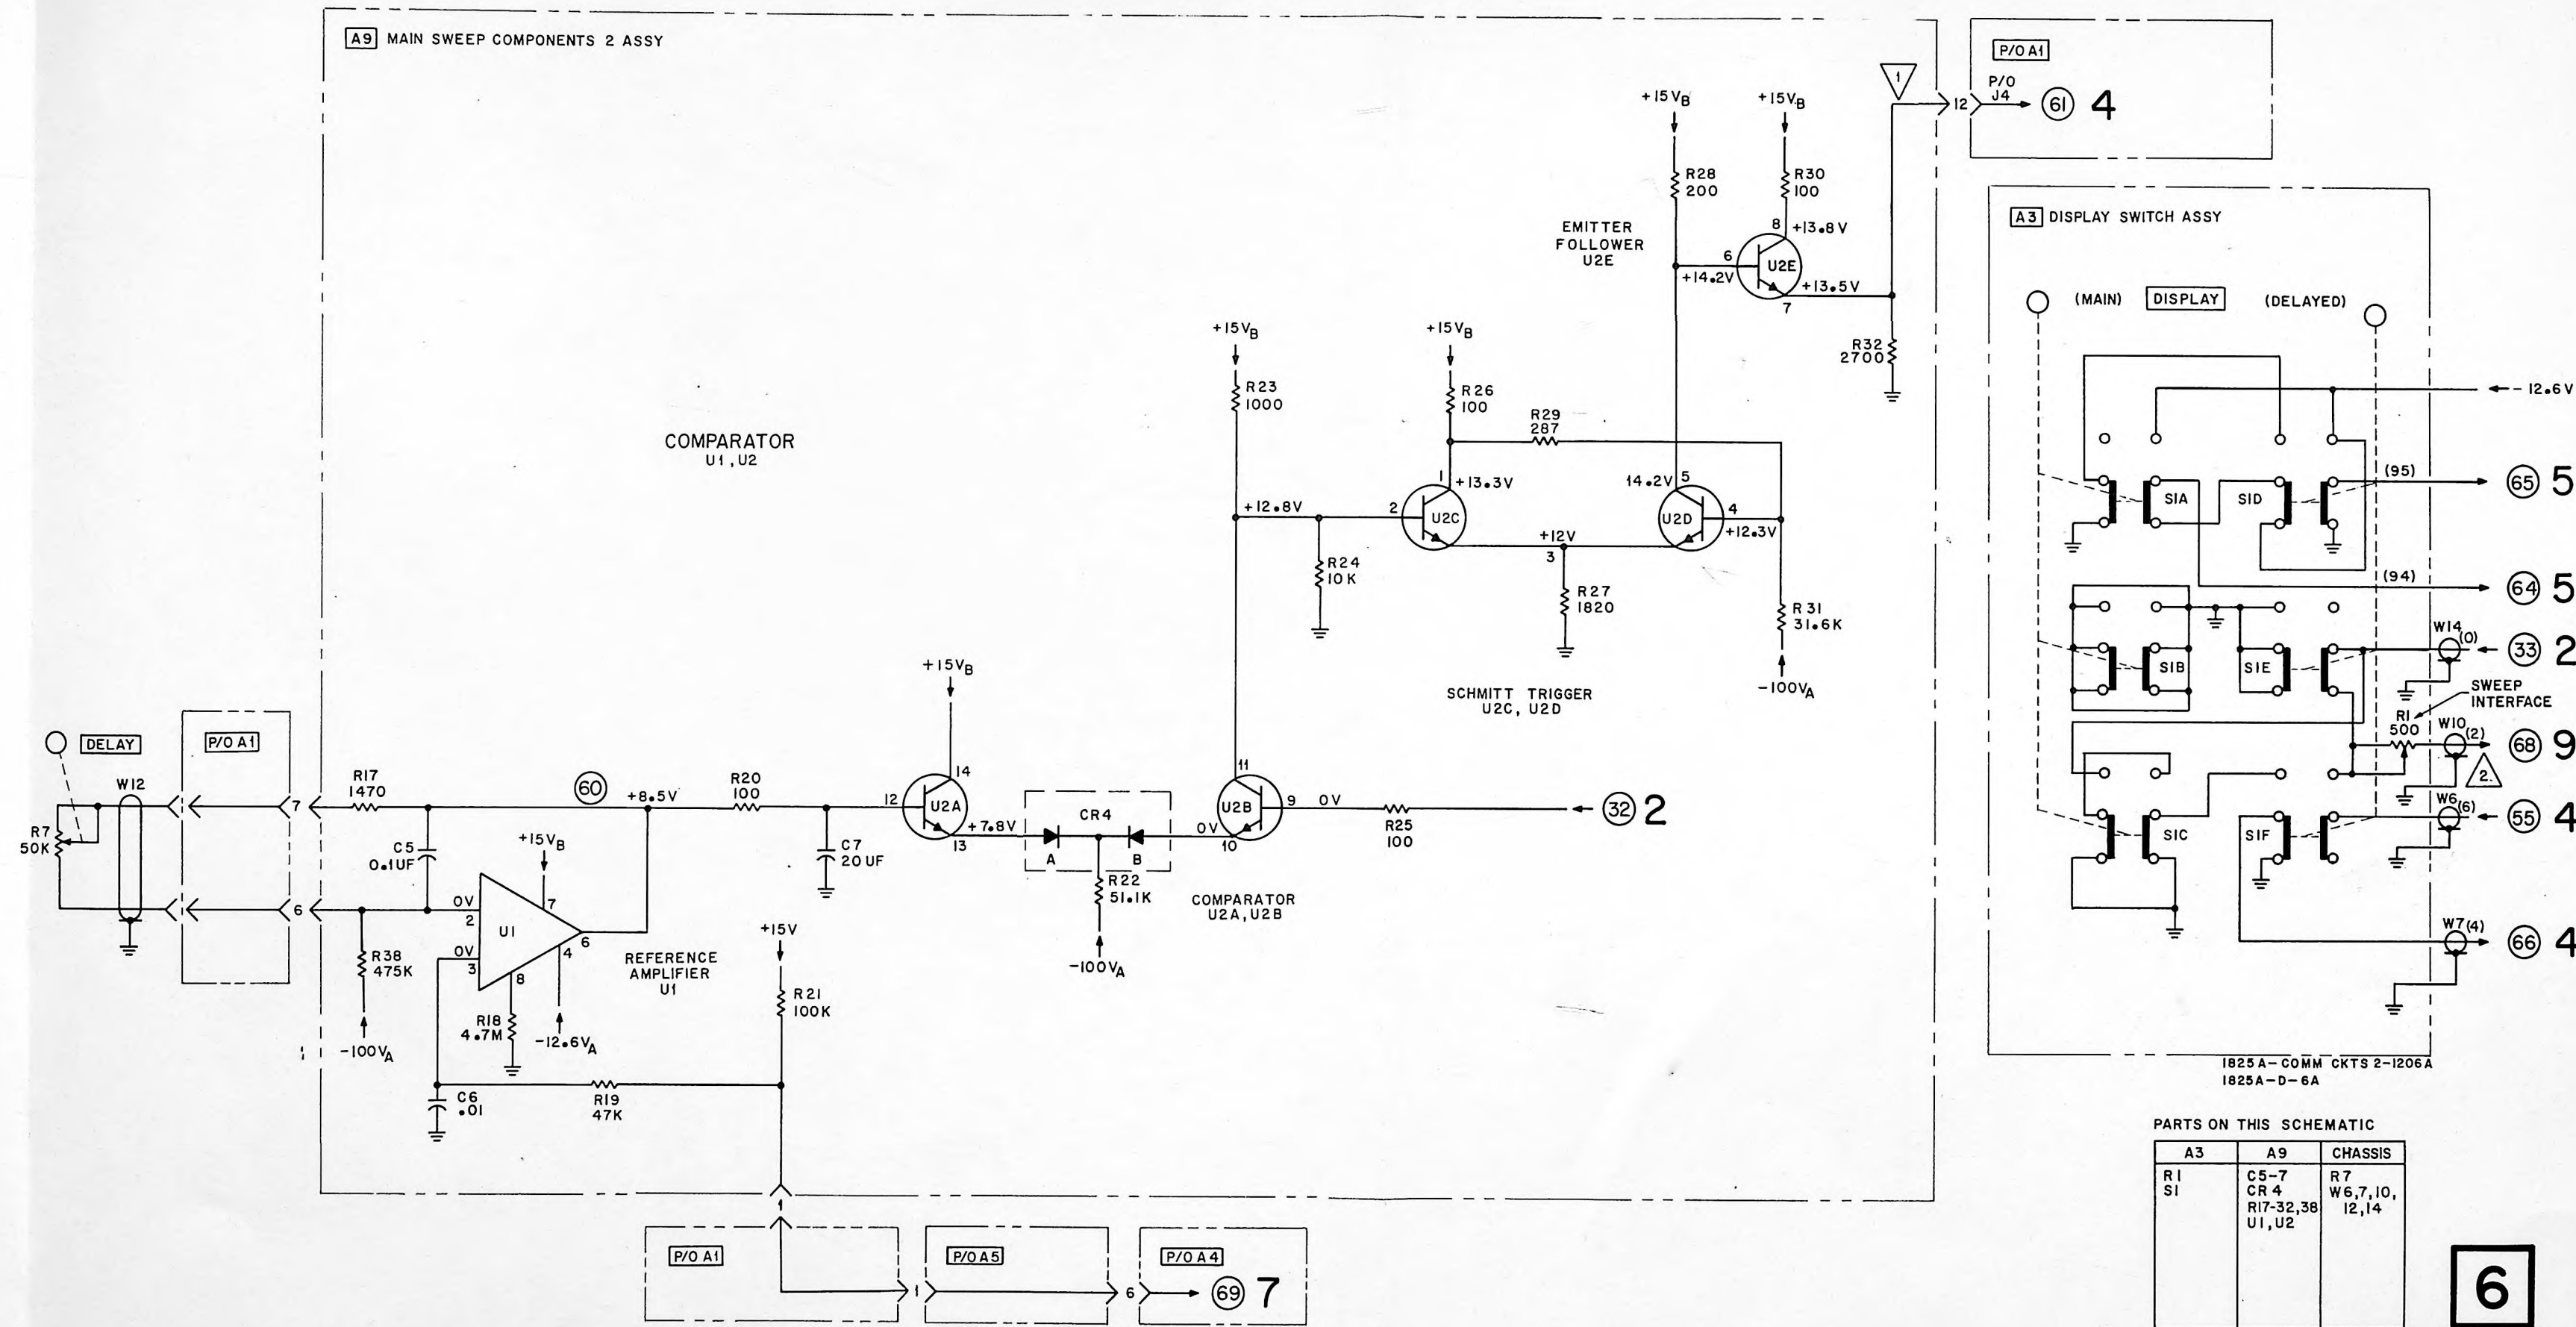 A9 MAIN SWEEP COMPONENTS 2 ASSY
P/O A1
P/O
J4
12
61 4
1
+15VB
+15VB
R28
200
R30
100
EMITTER
FOLLOWER
U2E
8
+13.8V
6
U2E
+14.2V
+13.5V
7
R32
2700
A3 DISPLAY SWITCH ASSY
(MAIN) DISPLAY (DELAYED)
-12.6V
+15VB
+15VB
R23
1000
R26
100
R29
287
COMPARATOR
U1, U2
1
+13.3V
14.2V
5
+12.8V
2
U2C
U2D
4
+12.3V
+12V
3
R24
10K
R27
1820
R31
31.6K
-100VA
SCHMITT TRIGGER
U2C, U2D
S1A
S1D
(95)
65 5
(94)
64 5
S1B
S1E
W14
(0)
33 2
SWEEP
INTERFACE
R1
500
W10
(2)
68 9
2.
W6
(6)
55 4
S1C
S1F
W7 (4)
66 4
DELAY
P/O A1
W12
R7
50K
7
6
R17
1470
60
+8.5V
R20
100
C5
0.1UF
+15VB
C7
20UF
+15VB
14
12
U2A
+7.8V
13
CR4
A
B
R22
51.1K
-100VA
11
U2B
9
0V
0V
10
R25
100
32 2
COMPARATOR
U2A, U2B
0V
2
7
U1
6
0V
3
4
8
R38
475K
-100VA
R18
4.7M
-12.6VA
REFERENCE
AMPLIFIER
U1
+15V
R21
100K
C6
.01
R19
47K
1
P/O A1
1
P/O A5
6
P/O A4
69 7
1825A-COMM CKTS 2-1206A
1825A-D-6A
PARTS ON THIS SCHEMATIC
A3 A9 CHASSIS
R1 C5-7 R7
S1 CR4 W6,7,10,
R17-32,38 12,14
U1, U2
6